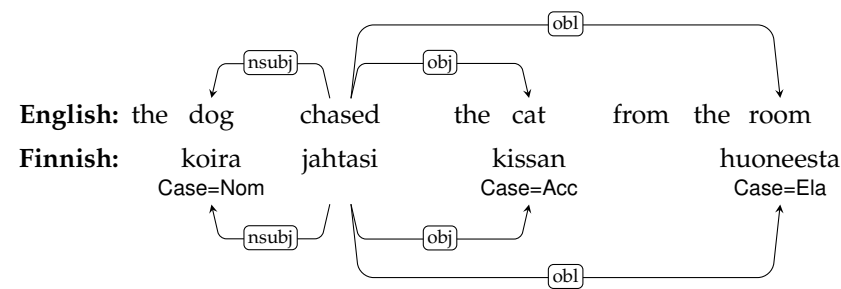 obl
nsubj obj
English: the dog chased the cat from the room
Finnish: koira jahtasi kissan huoneesta
Case=Nom Case=Acc Case=Ela
nsubj obj
obl